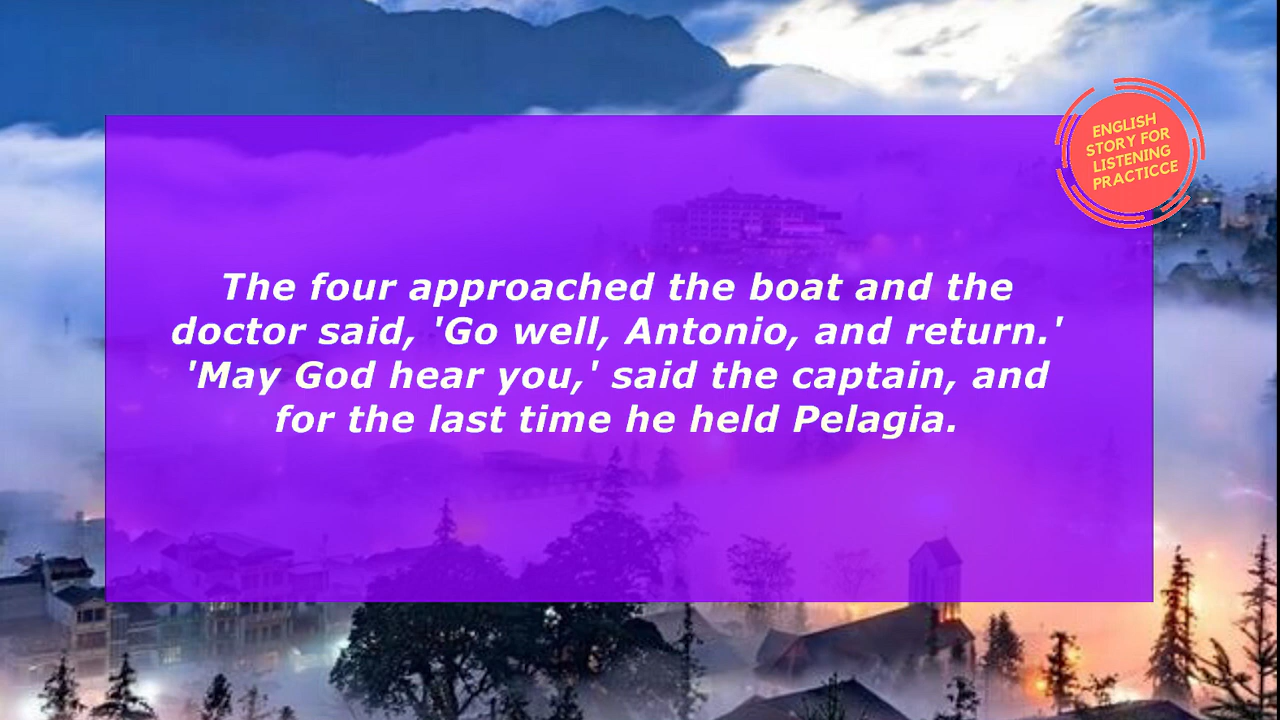 ENGLISH
STORY FOR
LISTENING
PRACTICCE
The four approached the boat and the
doctor said, 'Go well, Antonio, and return.'
'May God hear you,' said the captain, and
for the last time he held Pelagia.